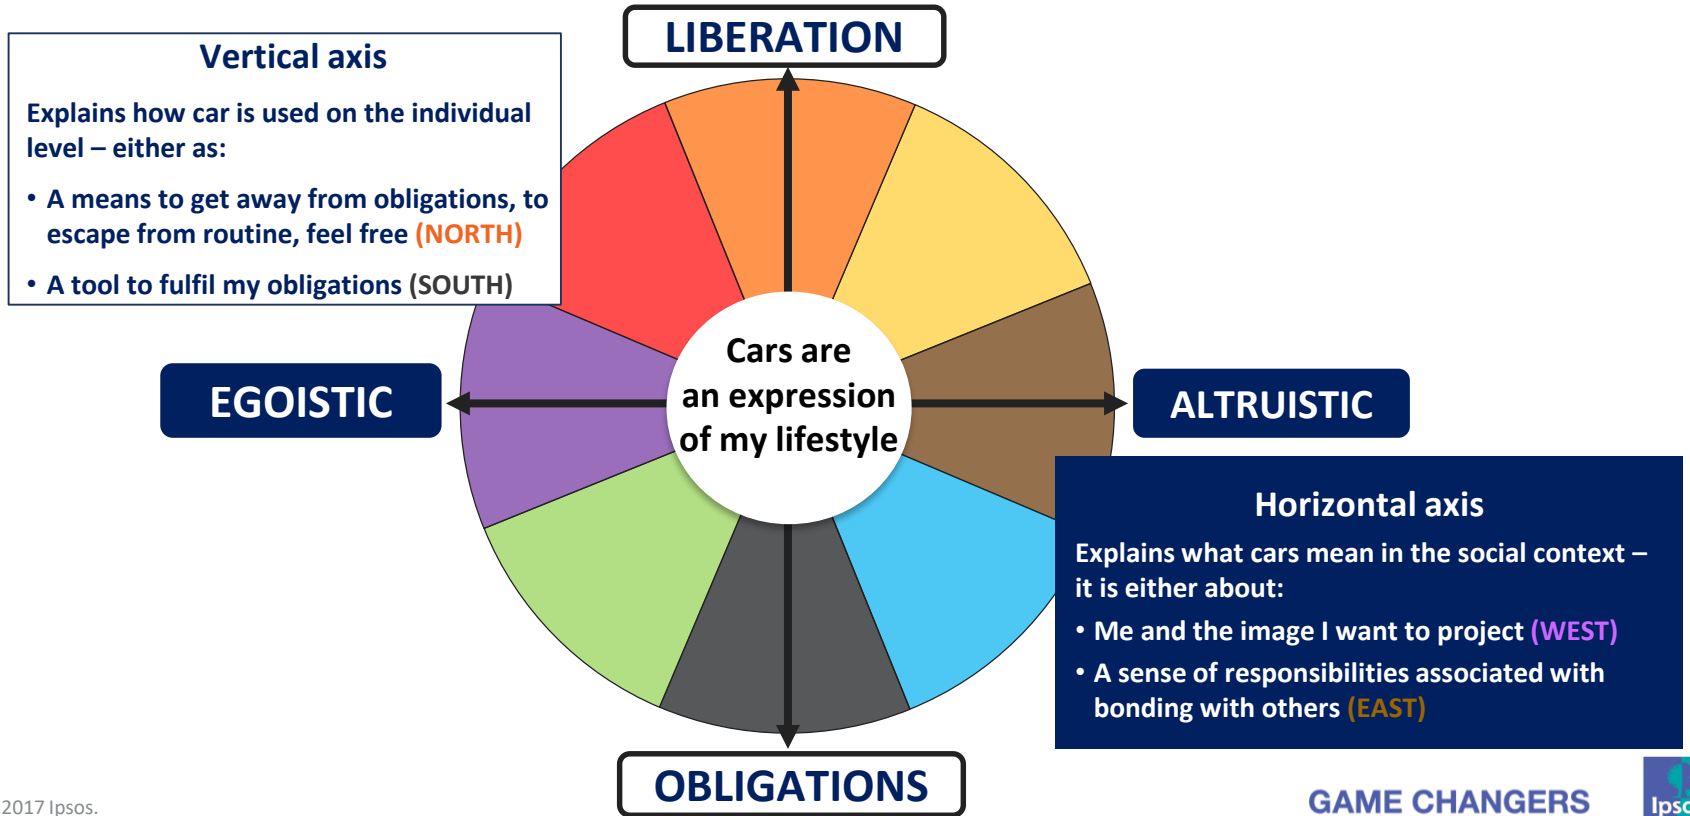 LIBERATION
Vertical axis
Explains how car is used on the individual
level – either as:
• A means to get away from obligations, to
escape from routine, feel free (NORTH)
• A tool to fulfil my obligations (SOUTH)
Cars are
an expression
of my lifestyle
EGOISTIC
ALTRUISTIC
Horizontal axis
Explains what cars mean in the social context –
it is either about:
• Me and the image I want to project (WEST)
• A sense of responsibilities associated with
bonding with others (EAST)
OBLIGATIONS
2017 Ipsos.
GAME CHANGERS